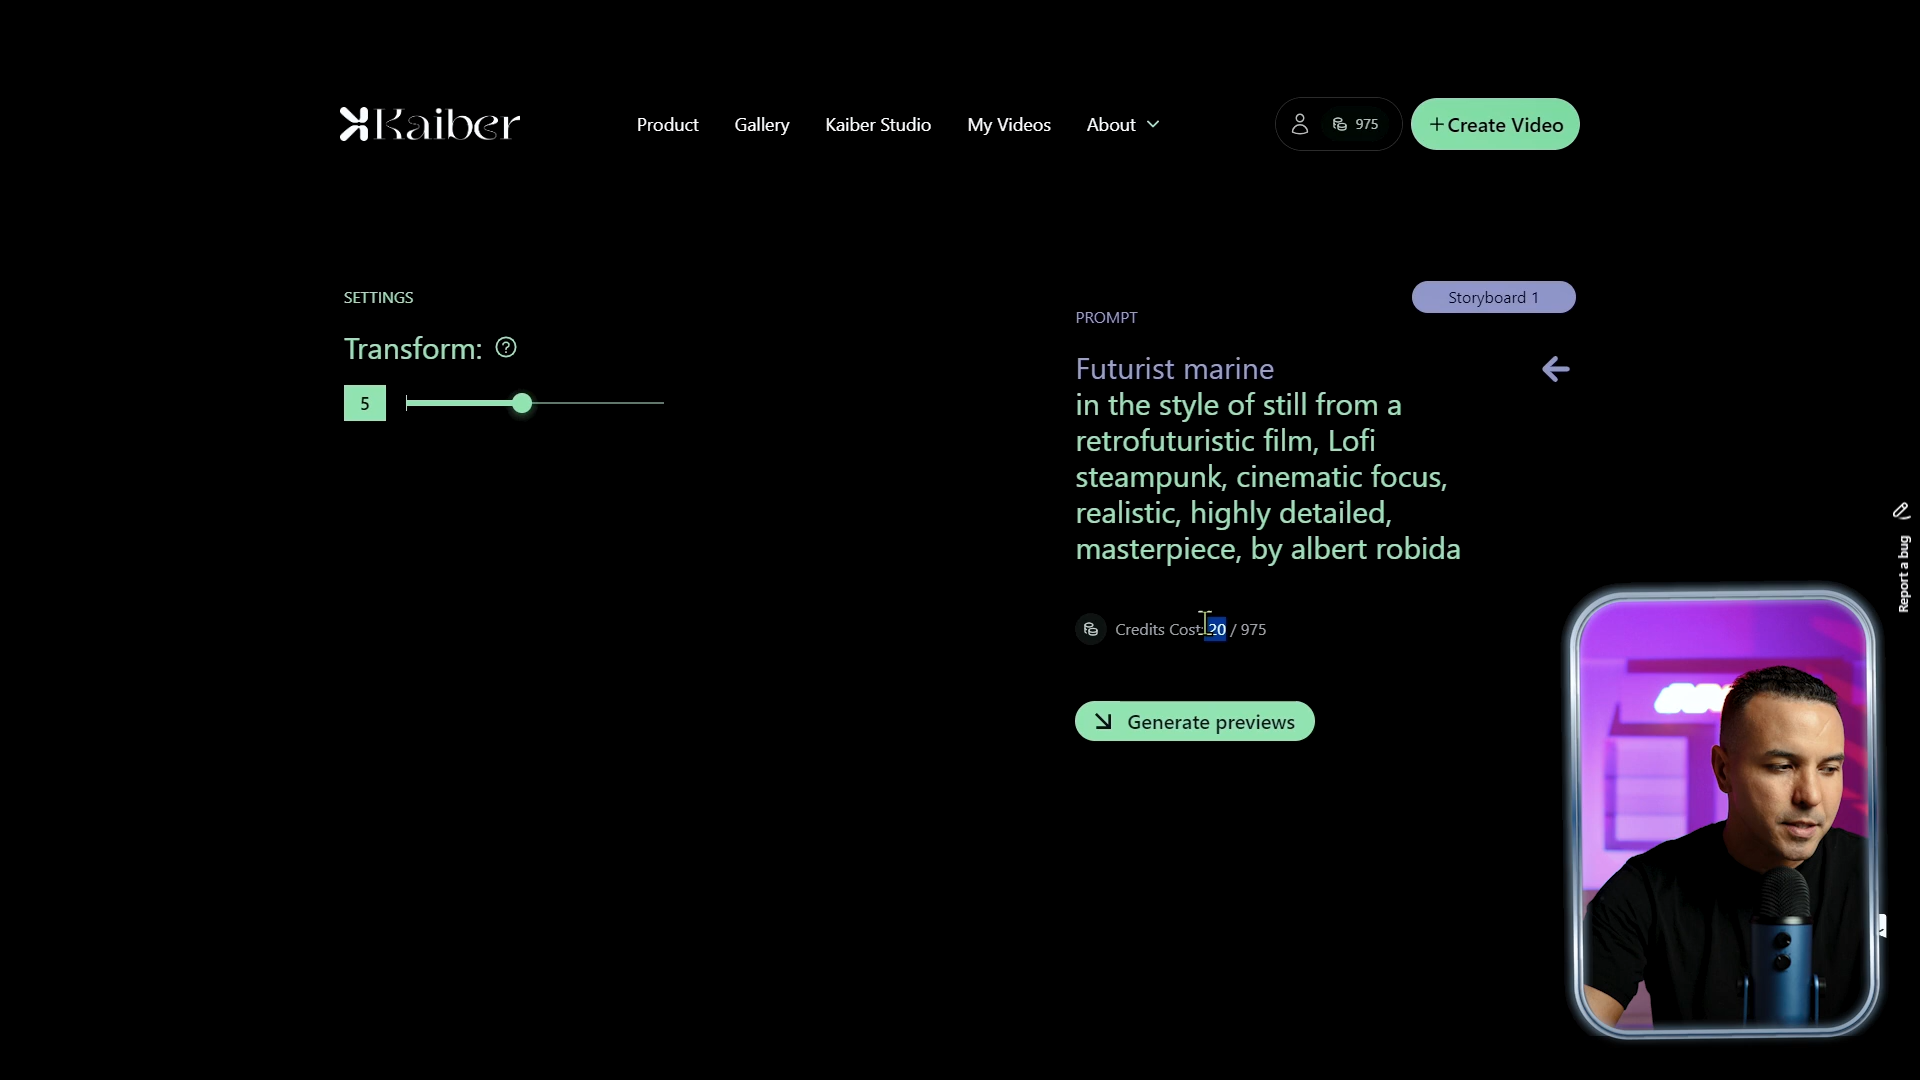 Kaiber
Product
Gallery
Kaiber Studio
My Videos
About
975
+Create Video
SETTINGS
Transform:
5
Storyboard 1
PROMPT
Futurist marine
in the style of still from a
retrofuturistic film, Lofi
steampunk, cinematic focus,
realistic, highly detailed,
masterpiece, by albert robida
Credits Cost: 20 / 975
Generate previews
Report a bug